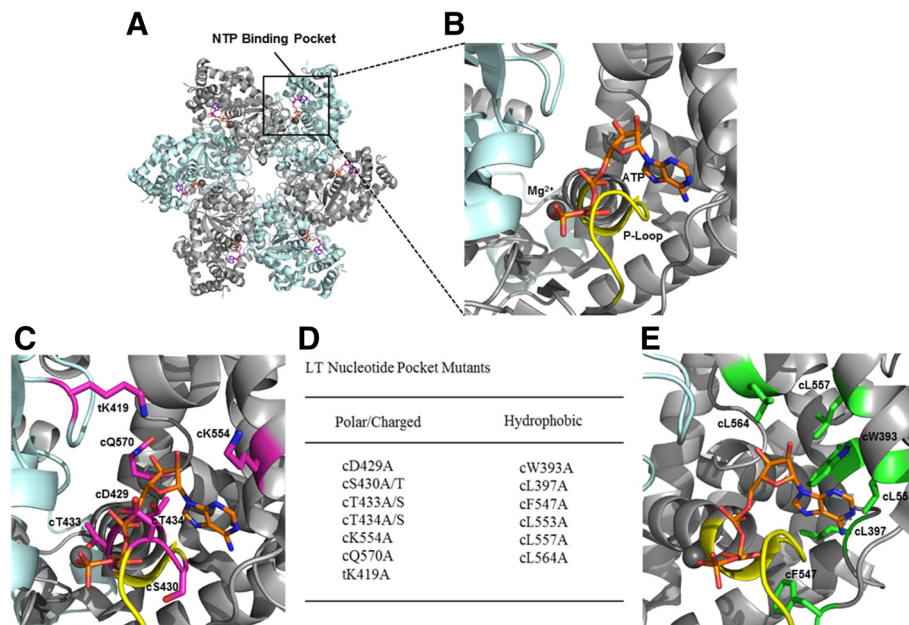 A
NTP Binding Pocket
B
Mg2+
ATP
P-Loop
C
tK419
cQ570
cK554
cD429
cT433
cT434
cS430
D
LT Nucleotide Pocket Mutants
Polar/Charged Hydrophobic
cD429A cW393A
cS430A/T cL397A
cT433A/S cF547A
cT434A/S cL553A
cK554A cL557A
cQ570A cL564A
tK419A
E
cL557
cL564
cW393
cL55
cL397
cF547